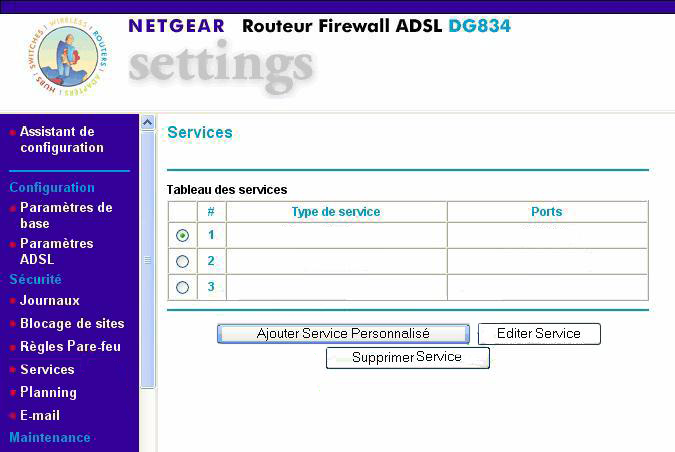 NETGEAR Routeur Firewall ADSL DG834
settings
SWITCHES | WIRELESS | ROUTERS | ADAPTERS | HUBS |
Assistant de
configuration
Configuration
Paramètres de
base
Paramètres
ADSL
Sécurité
Journaux
Blocage de sites
Règles Pare-feu
Services
Planning
E-mail
Maintenance
Services
Tableau des services
# Type de service Ports
1
2
3
Ajouter Service Personnalisé Editer Service
Supprimer Service